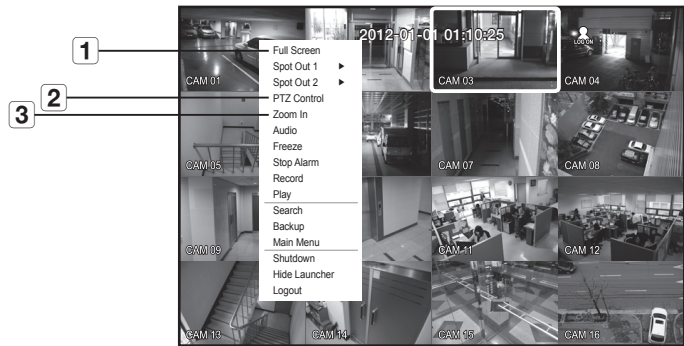 1
2
3
2012-01-01 01:10:25
LOG ON
CAM 01
CAM 03
CAM 04
CAM 05
CAM 07
CAM 08
CAM 09
CAM 11
CAM 12
CAM 13
CAM 14
CAM 15
CAM 16
Full Screen
Spot Out 1 ▶
Spot Out 2 ▶
PTZ Control
Zoom In
Audio
Freeze
Stop Alarm
Record
Play
Search
Backup
Main Menu
Shutdown
Hide Launcher
Logout